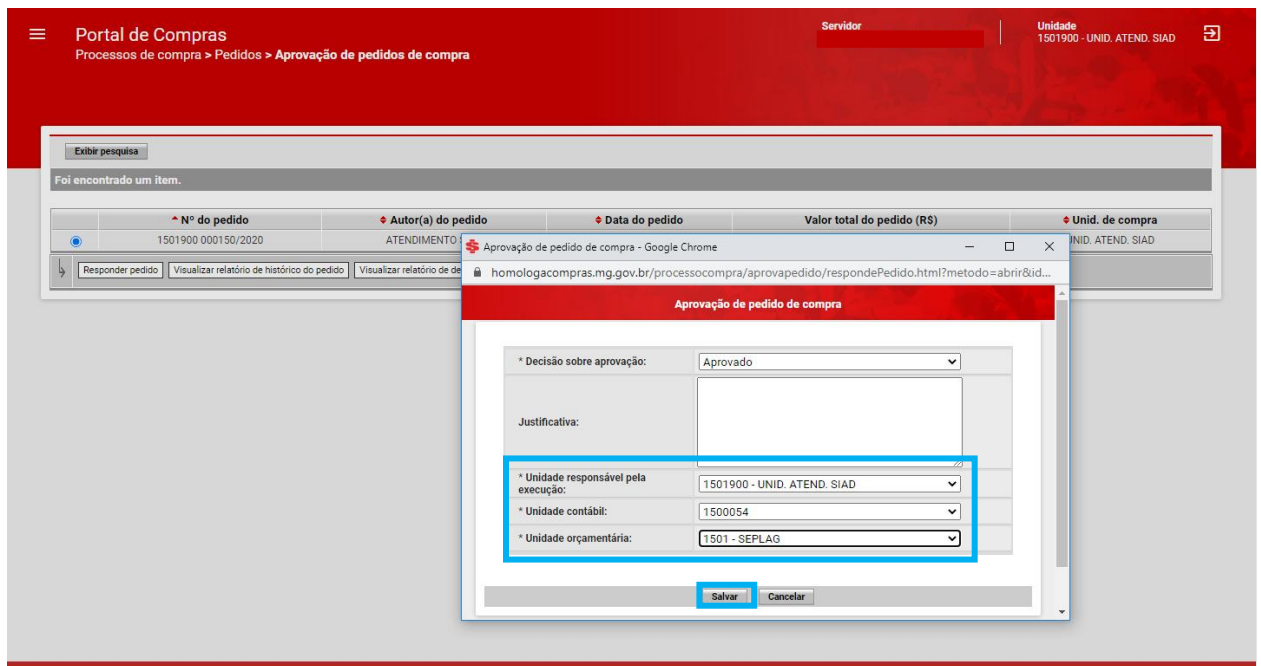 Portal de Compras
Processos de compra > Pedidos > Aprovação de pedidos de compra
Servidor
Unidade
1501900 - UNID. ATEND. SIAD
Exibir pesquisa
Foi encontrado um item.
Nº do pedido Autor(a) do pedido Data do pedido Valor total do pedido (R$) Unid. de compra
1501900 000150/2020 ATENDIMENTO UNID. ATEND. SIAD
Responder pedido Visualizar relatório de histórico do pedido Visualizar relatório de de
Aprovação de pedido de compra - Google Chrome
homologacompras.mg.gov.br/processocompra/aprovapedido/respondePedido.html?metodo=abrir&id...
Aprovação de pedido de compra
* Decisão sobre aprovação: Aprovado
Justificativa:
* Unidade responsável pela
execução: 1501900 - UNID. ATEND. SIAD
* Unidade contábil: 1500054
* Unidade orçamentária: 1501 - SEPLAG
Salvar Cancelar